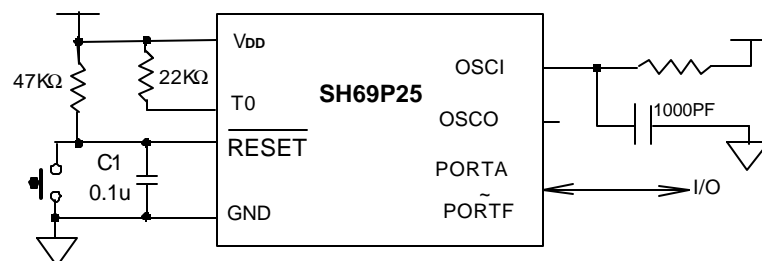 VDD
47KΩ
22KΩ
T0
RESET
C1
0.1u
GND
SH69P25
OSCI
OSCO
PORTA
~
PORTF
1000PF
I/O